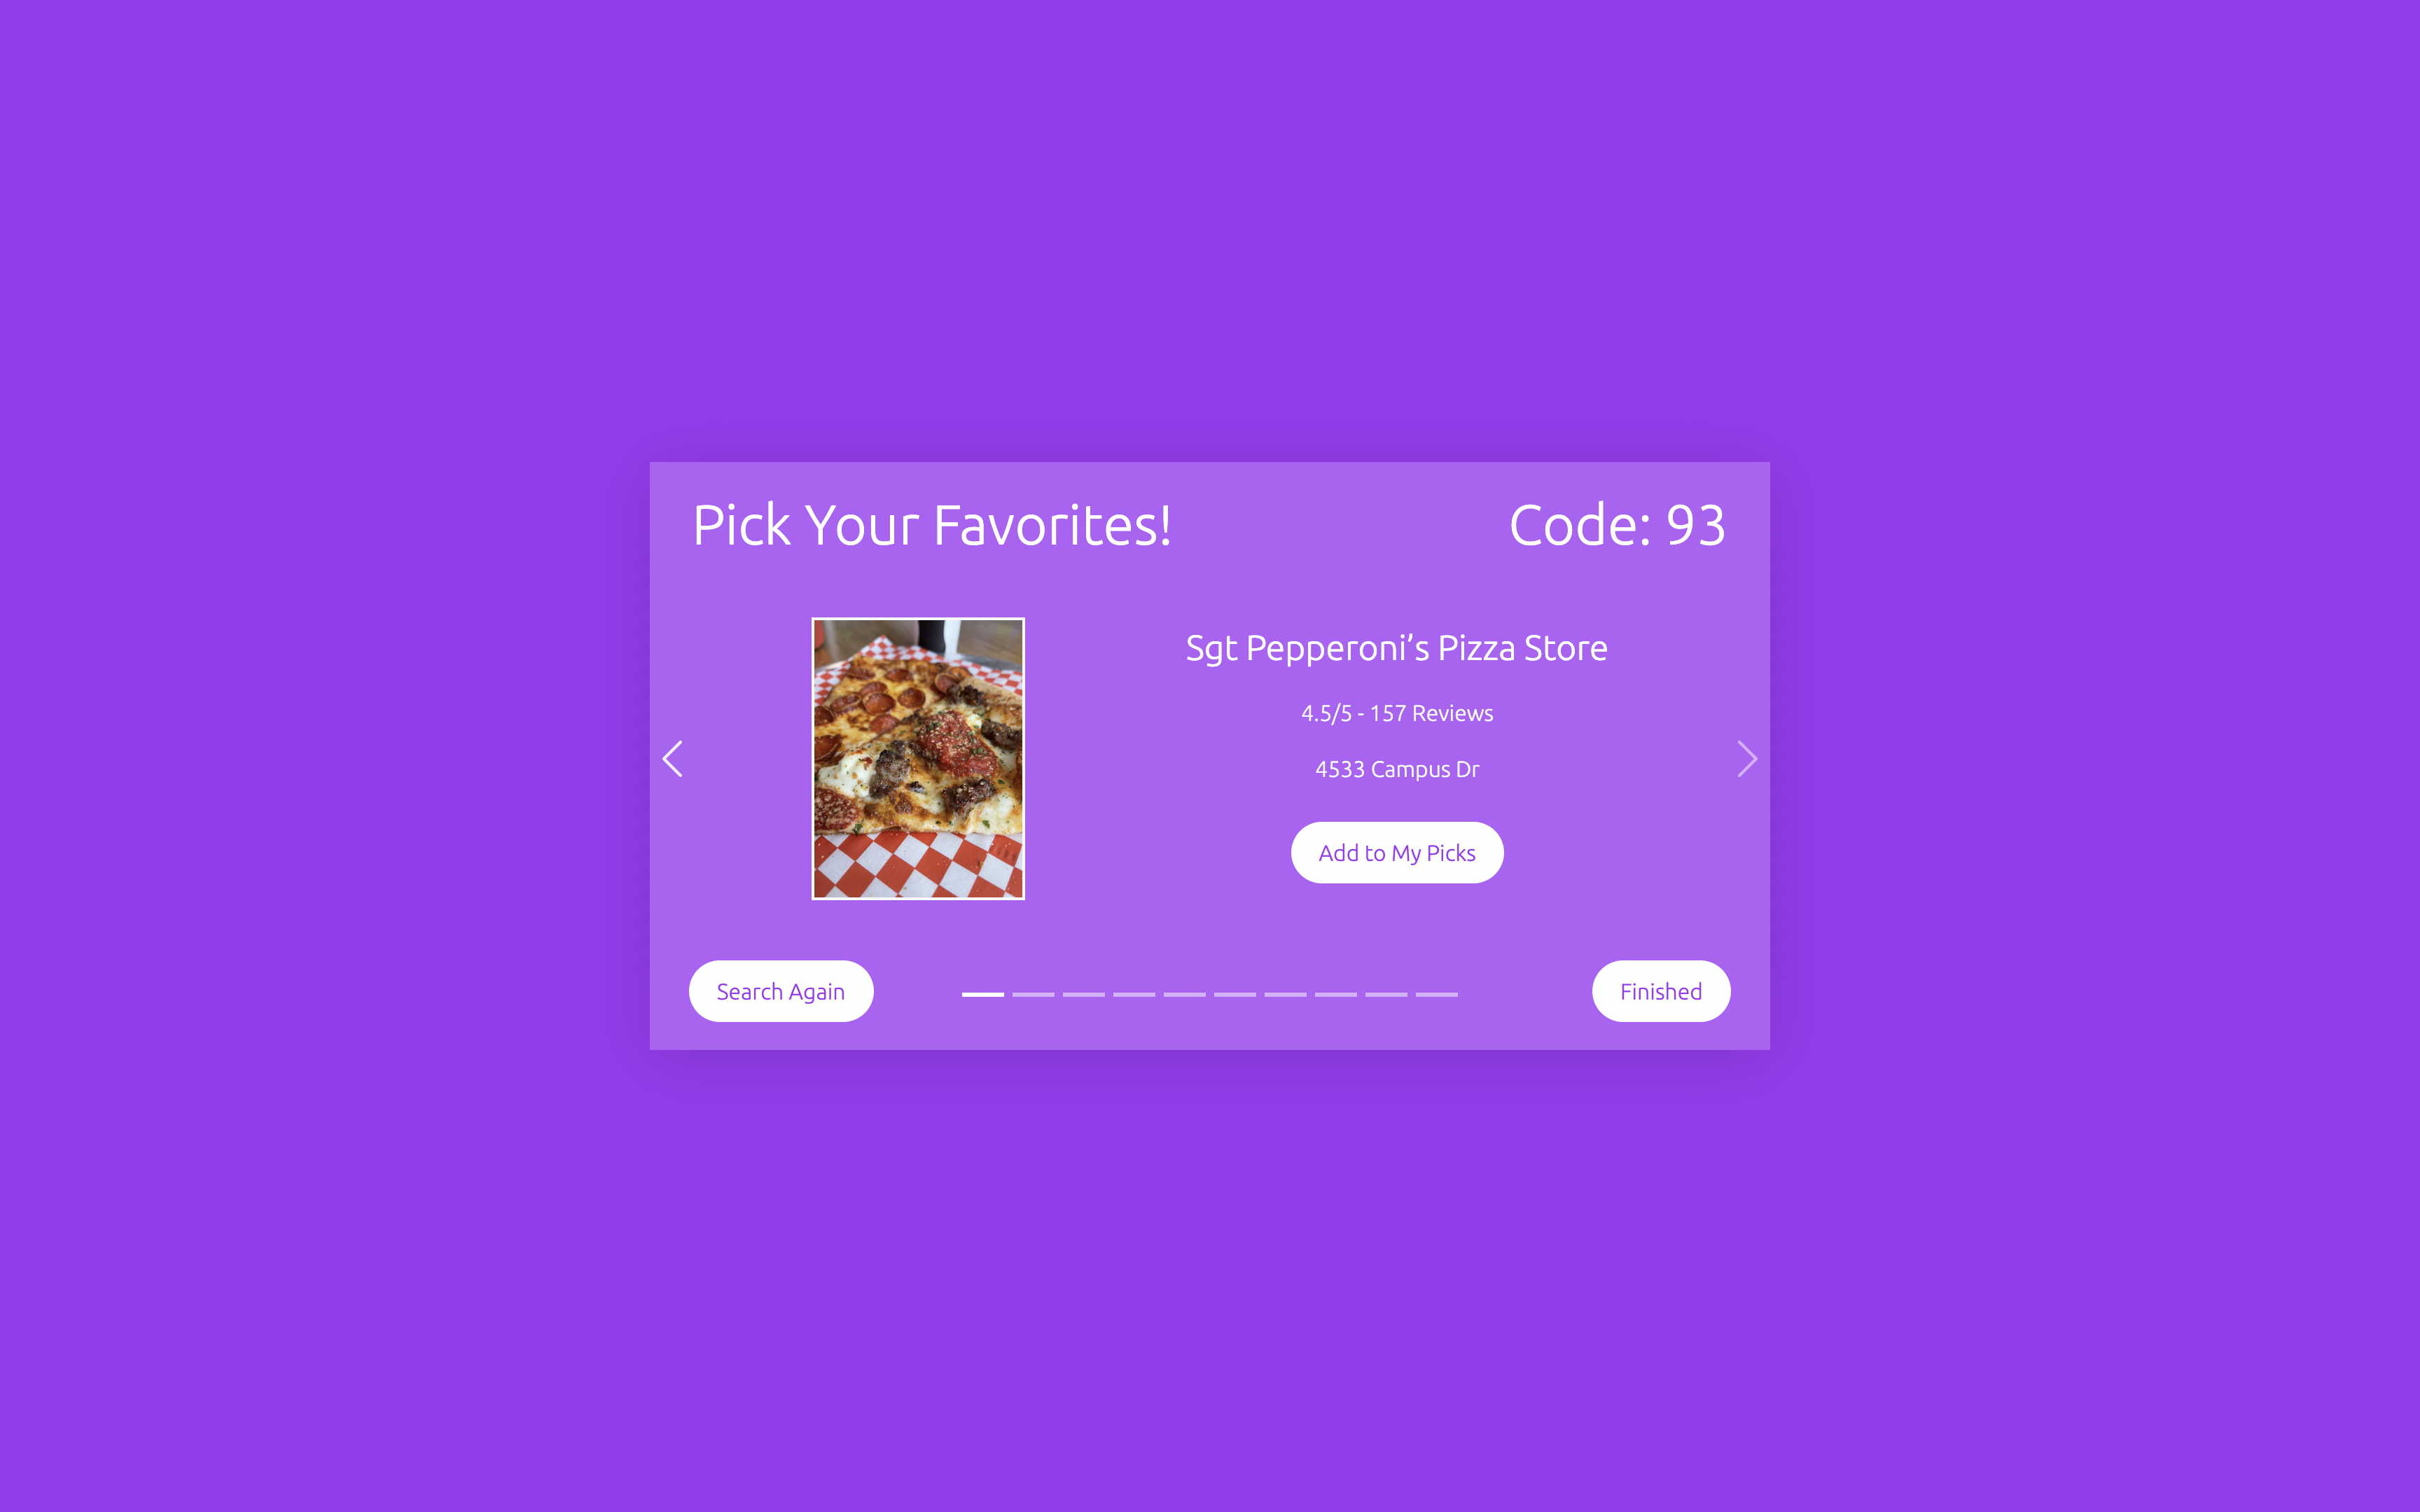 Pick Your Favorites!
Code: 93
Sgt Pepperoni’s Pizza Store
4.5/5 - 157 Reviews
4533 Campus Dr
Add to My Picks
Search Again
Finished